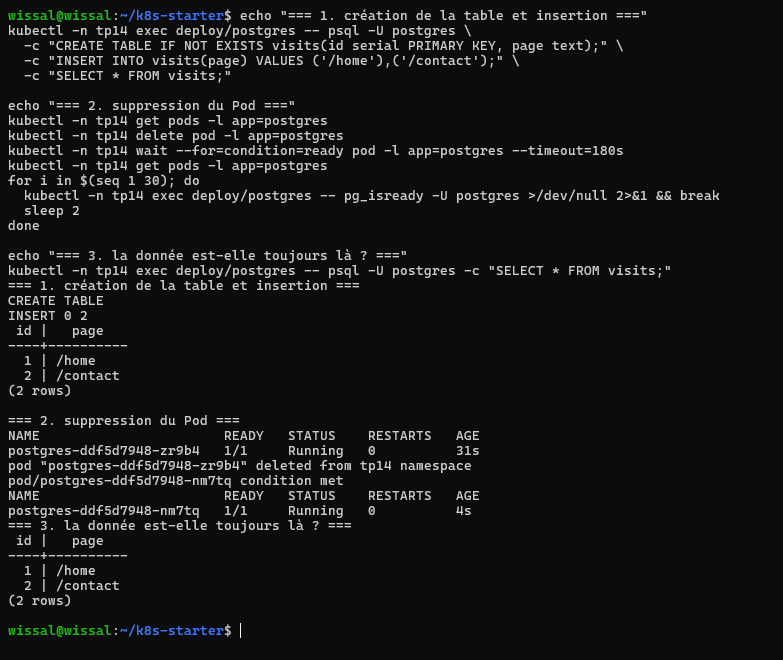 wissal@wissal:~/k8s-starter$ echo "=== 1. création de la table et insertion ==="
kubectl -n tp14 exec deploy/postgres -- psql -U postgres \
  -c "CREATE TABLE IF NOT EXISTS visits(id serial PRIMARY KEY, page text);" \
  -c "INSERT INTO visits(page) VALUES ('/home'),('/contact');" \
  -c "SELECT * FROM visits;"

echo "=== 2. suppression du Pod ==="
kubectl -n tp14 get pods -l app=postgres
kubectl -n tp14 delete pod -l app=postgres
kubectl -n tp14 wait --for=condition=ready pod -l app=postgres --timeout=180s
kubectl -n tp14 get pods -l app=postgres
for i in $(seq 1 30); do
  kubectl -n tp14 exec deploy/postgres -- pg_isready -U postgres >/dev/null 2>&1 && break
  sleep 2
done

echo "=== 3. la donnée est-elle toujours là ? ==="
kubectl -n tp14 exec deploy/postgres -- psql -U postgres -c "SELECT * FROM visits;"
=== 1. création de la table et insertion ===
CREATE TABLE
INSERT 0 2
 id |   page
----+----------
  1 | /home
  2 | /contact
(2 rows)

=== 2. suppression du Pod ===
NAME                       READY   STATUS    RESTARTS   AGE
postgres-ddf5d7948-zr9b4   1/1     Running   0          31s
pod "postgres-ddf5d7948-zr9b4" deleted from tp14 namespace
pod/postgres-ddf5d7948-nm7tq condition met
NAME                       READY   STATUS    RESTARTS   AGE
postgres-ddf5d7948-nm7tq   1/1     Running   0          4s
=== 3. la donnée est-elle toujours là ? ===
 id |   page
----+----------
  1 | /home
  2 | /contact
(2 rows)

wissal@wissal:~/k8s-starter$